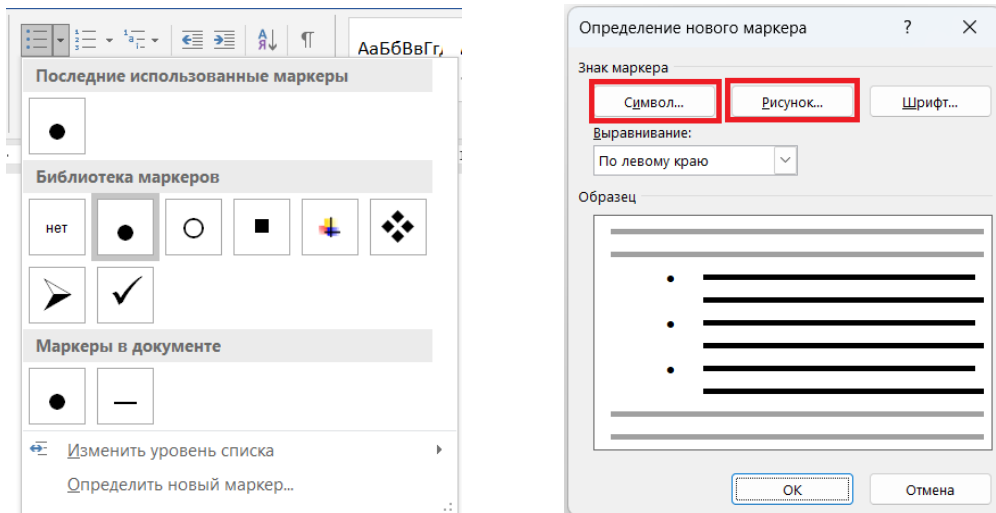 АаБбВвГг,
Последние использованные маркеры
Библиотека маркеров
нет
Маркеры в документе
Изменить уровень списка
Определить новый маркер...
Определение нового маркера ? ×
Знак маркера
Символ... Рисунок... Шрифт...
Выравнивание:
По левому краю
Образец
ОК Отмена